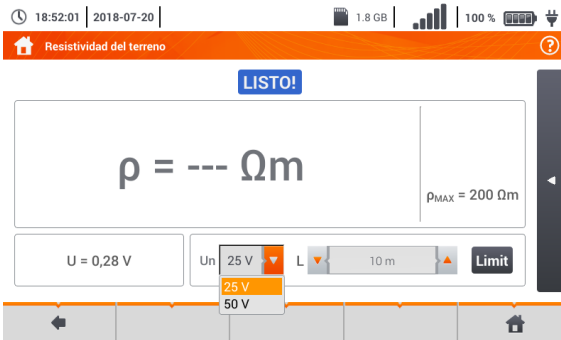 18:52:01 2018-07-20 1.8 GB 100 %
Resistividad del terreno ?
LISTO!
ρ = --- Ωm
ρMAX = 200 Ωm
U = 0,28 V Un 25 V L 10 m Limit
25 V
50 V